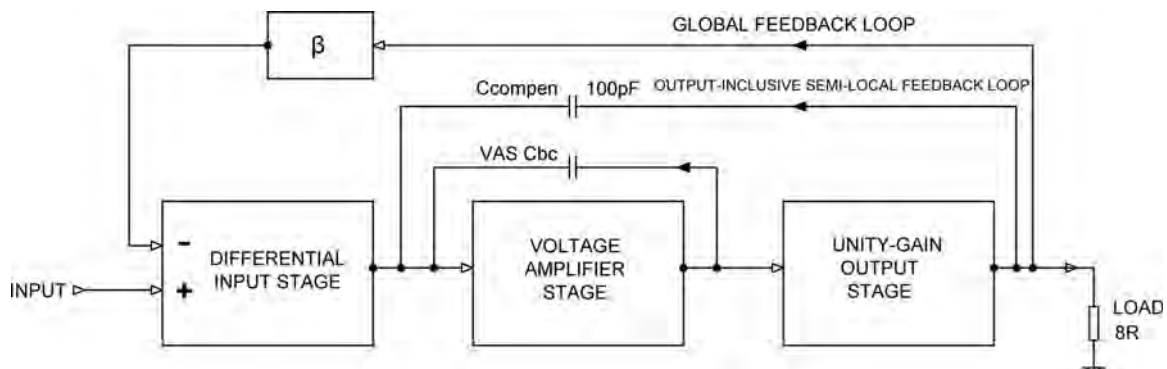 GLOBAL FEEDBACK LOOP
β
Ccompen 100pF OUTPUT-INCLUSIVE SEMI-LOCAL FEEDBACK LOOP
VAS Cbc
-
+
INPUT
DIFFERENTIAL
INPUT STAGE
VOLTAGE
AMPLIFIER
STAGE
UNITY-GAIN
OUTPUT
STAGE
LOAD
8R